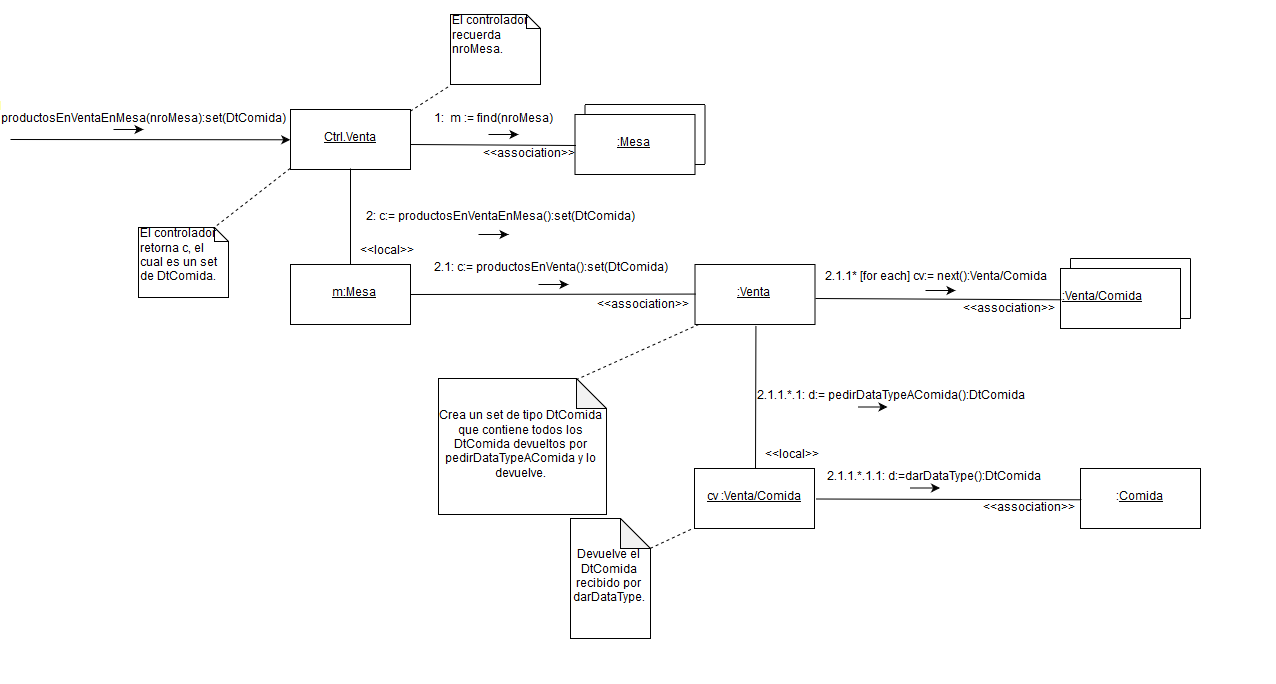 El controlador
recuerda
nroMesa.
productosEnVentaEnMesa(nroMesa):set(DtComida)
Ctrl.Venta
1:  m := find(nroMesa)
<<association>>
:Mesa
El controlador
retorna c, el
cual es un set
de DtComida.
2: c:= productosEnVentaEnMesa():set(DtComida)
<<local>>
m:Mesa
2.1: c:= productosEnVenta():set(DtComida)
<<association>>
:Venta
2.1.1* [for each] cv:= next():Venta/Comida
<<association>>
:Venta/Comida
Crea un set de tipo DtComida
que contiene todos los
DtComida devueltos por
pedirDataTypeAComida y lo
devuelve.
2.1.1.*.1: d:= pedirDataTypeAComida():DtComida
<<local>>
cv :Venta/Comida
2.1.1.*.1.1: d:=darDataType():DtComida
<<association>>
:Comida
Devuelve el
DtComida
recibido por
darDataType.